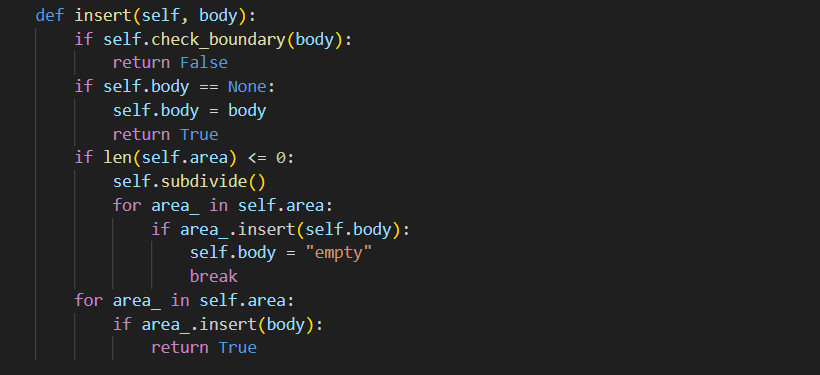 def insert(self, body):
    if self.check_boundary(body):
        return False
    if self.body == None:
        self.body = body
        return True
    if len(self.area) <= 0:
        self.subdivide()
        for area_ in self.area:
            if area_.insert(self.body):
                self.body = "empty"
                break
    for area_ in self.area:
        if area_.insert(body):
            return True